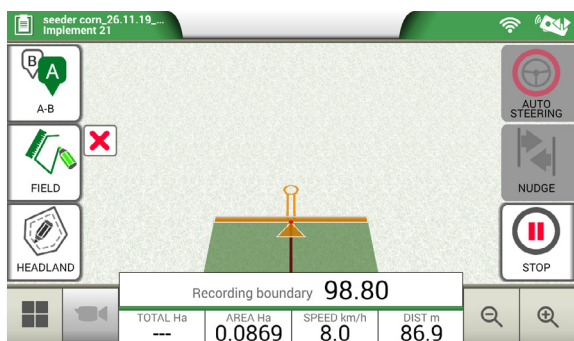 seeder corn_26.11.19_...
Implement 21
B
A
A-B
AUTO
STEERING
FIELD
NUDGE
HEADLAND
STOP
Recording boundary 98.80
TOTAL Ha
AREA Ha
SPEED km/h
DIST m
---
0.0869
8.0
86.9